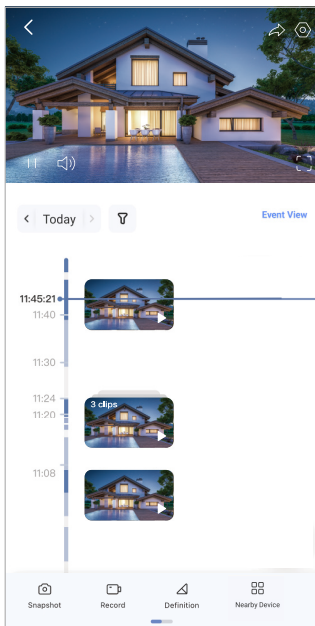 Today
Event View
11:45:21
11:40
11:30
11:24
3 clips
11:20
11:08
Snapshot
Record
Definition
Nearby Device